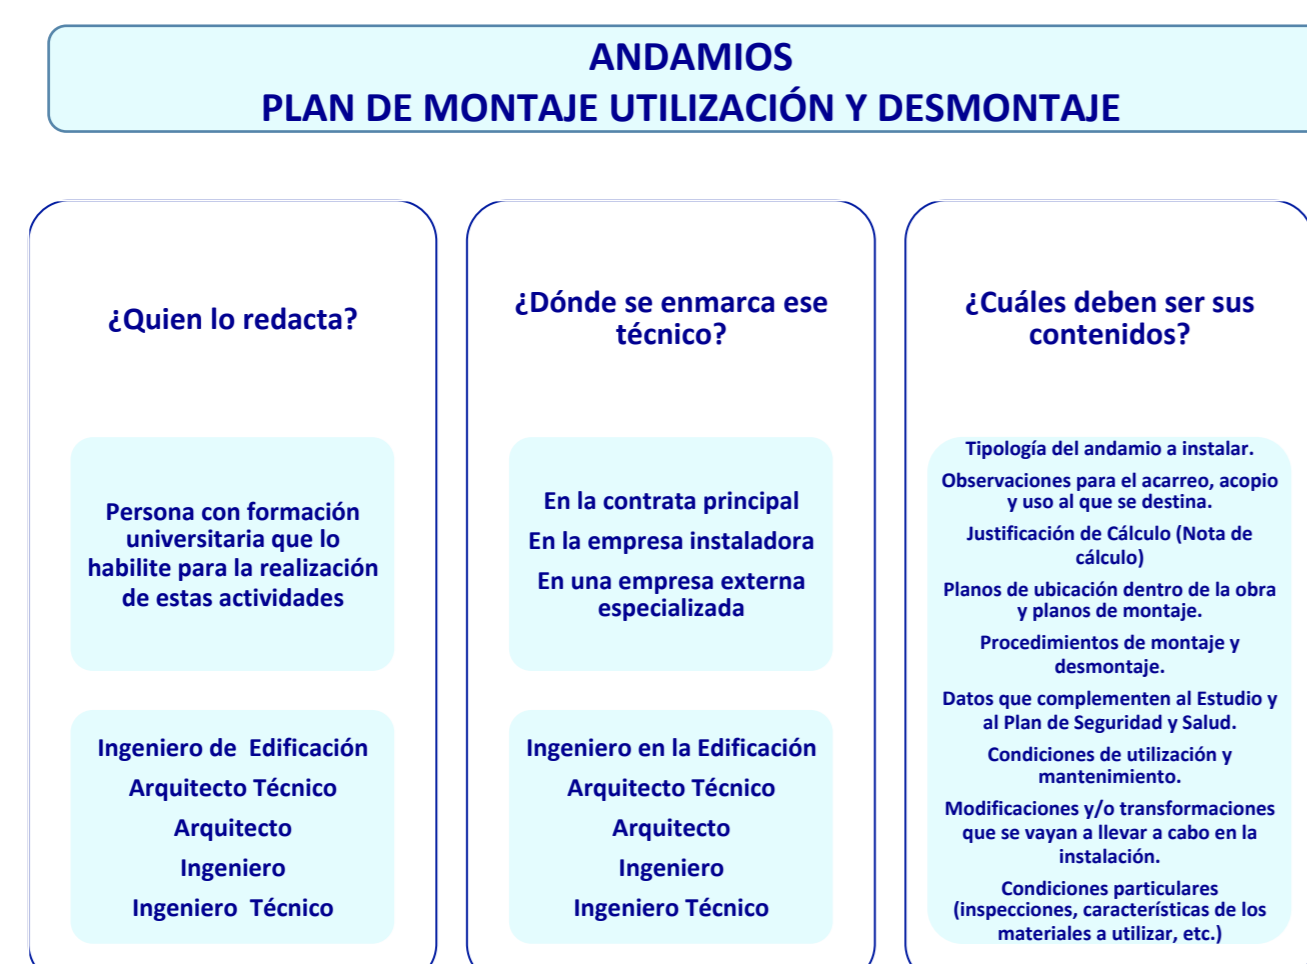 ANDAMIOS
PLAN DE MONTAJE UTILIZACIÓN Y DESMONTAJE
¿Quien lo redacta?
Persona con formación
universitaria que lo
habilite para la realización
de estas actividades
Ingeniero de Edificación
Arquitecto Técnico
Arquitecto
Ingeniero
Ingeniero Técnico
¿Dónde se enmarca ese
técnico?
En la contrata principal
En la empresa instaladora
En una empresa externa
especializada
Ingeniero en la Edificación
Arquitecto Técnico
Arquitecto
Ingeniero
Ingeniero Técnico
¿Cuáles deben ser sus
contenidos?
Tipología del andamio a instalar.
Observaciones para el acarreo, acopio
y uso al que se destina.
Justificación de Cálculo (Nota de
cálculo)
Planos de ubicación dentro de la obra
y planos de montaje.
Procedimientos de montaje y
desmontaje.
Datos que complementen al Estudio y
al Plan de Seguridad y Salud.
Condiciones de utilización y
mantenimiento.
Modificaciones y/o transformaciones
que se vayan a llevar a cabo en la
instalación.
Condiciones particulares
(inspecciones, características de los
materiales a utilizar, etc.)